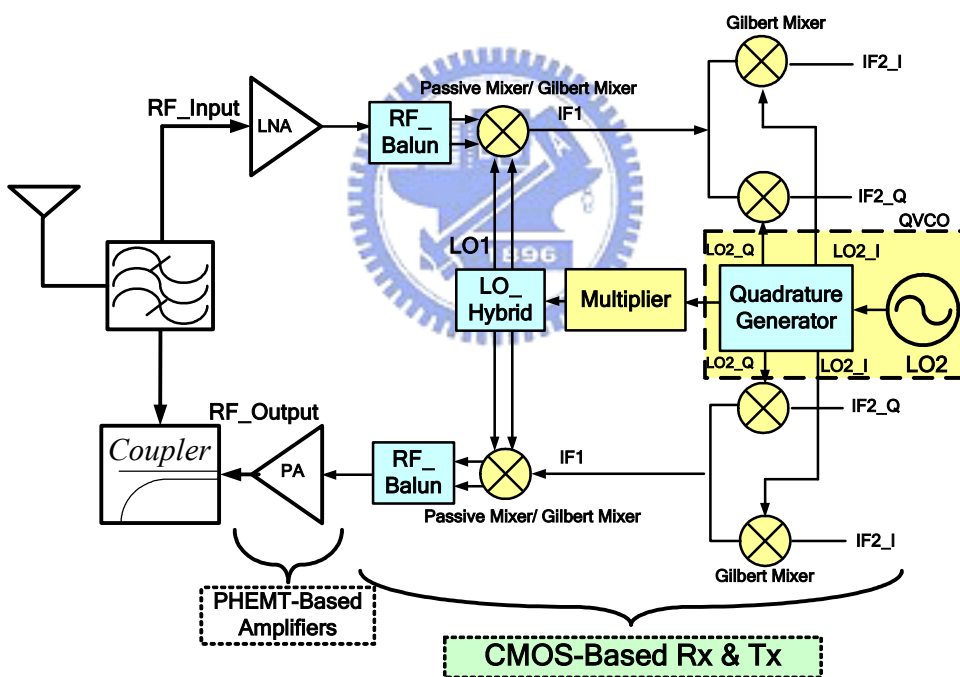 Gilbert Mixer
IF2_I
Passive Mixer/ Gilbert Mixer
RF_Input
LNA
RF_
Balun
IF1
IF2_Q
QVCO
LO1
LO2_Q
LO2_I
1896
LO_
Hybrid
Multiplier
Quadrature
Generator
LO2
LO2_Q
LO2_I
RF_Output
IF2_Q
Coupler
PA
RF_
Balun
IF1
Passive Mixer/ Gilbert Mixer
IF2_I
Gilbert Mixer
PHEMT-Based
Amplifiers
CMOS-Based Rx & Tx